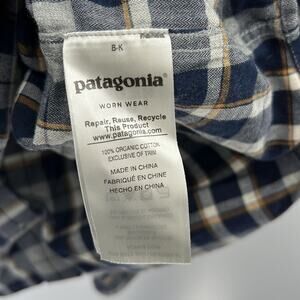 B-K
patagonia®
WORN WEAR
Repair, Reuse, Recycle
This Product
www.patagonia.com
100% ORGANIC COTTON
EXCLUSIVE OF TRIM
MADE IN CHINA
FABRIQUÉ EN CHINE
HECHO EN CHINA